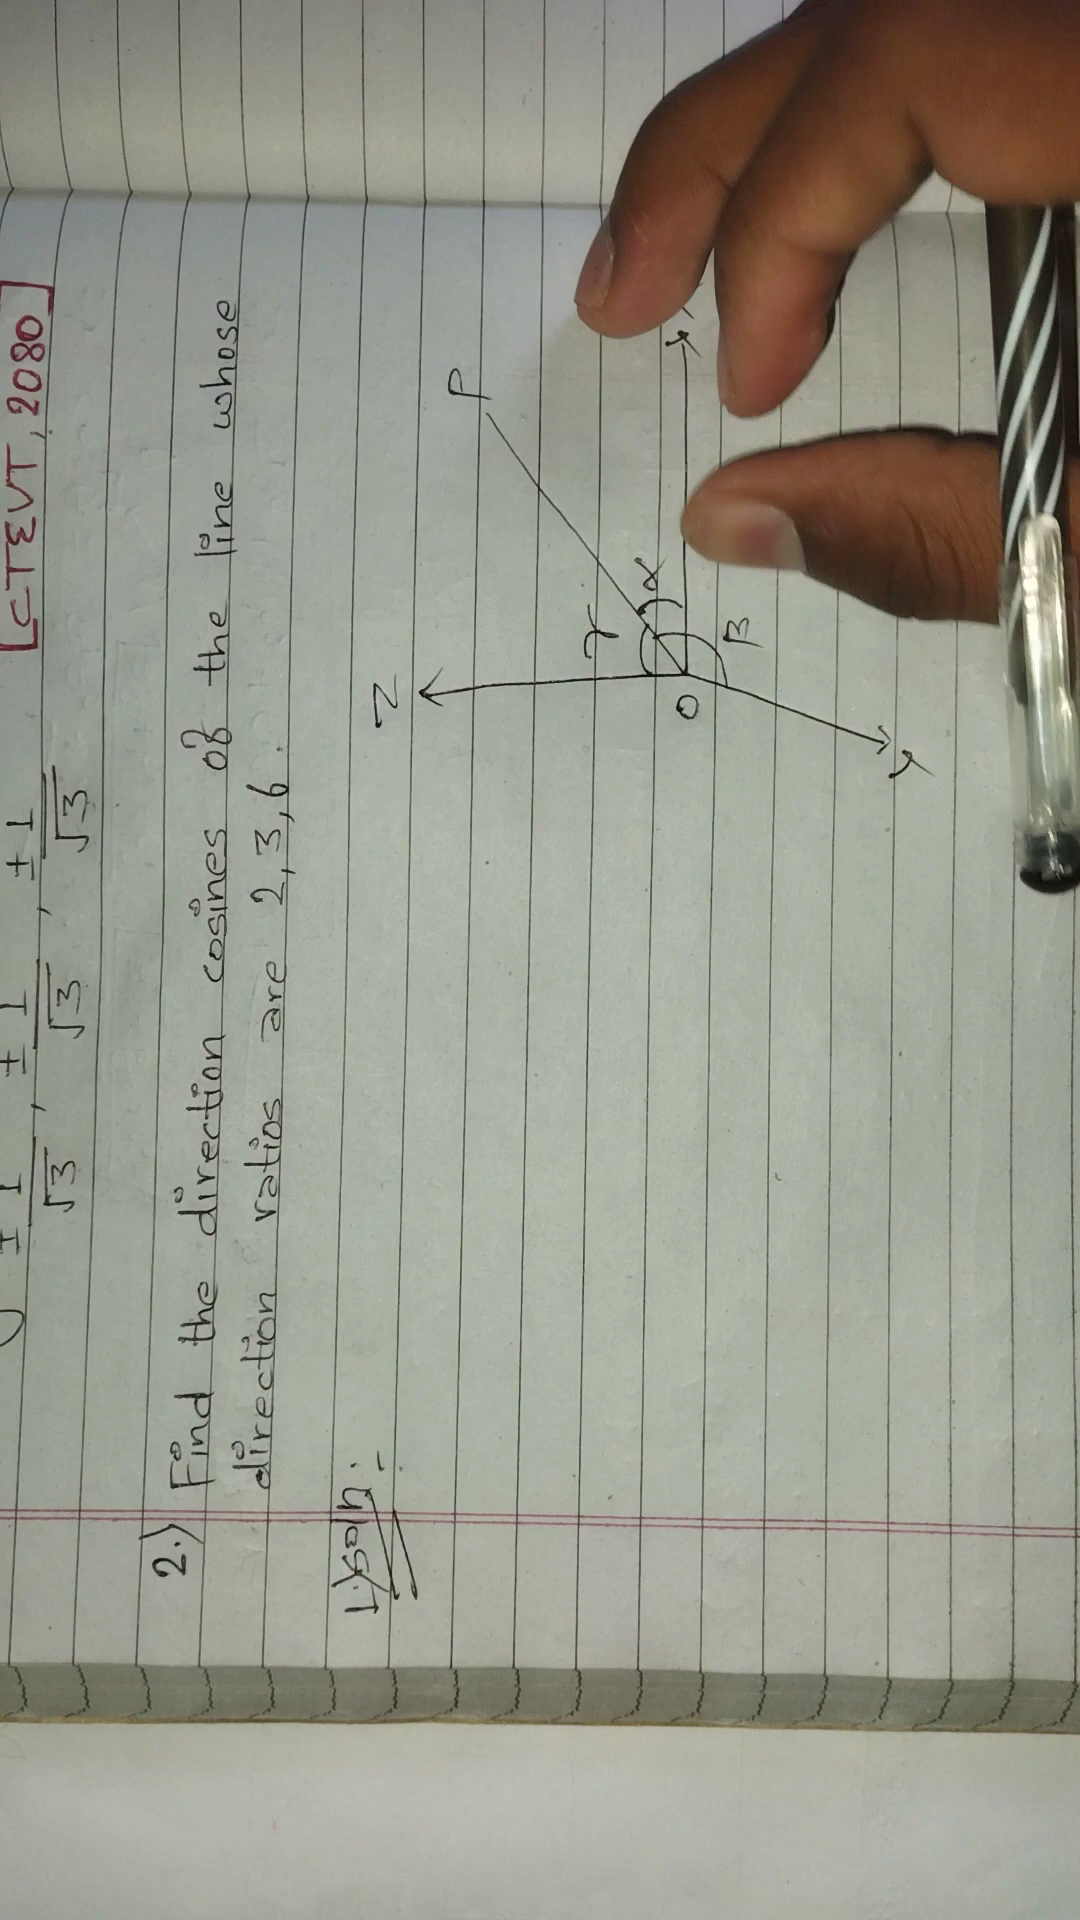 ± 1/√3, ± 1/√3, ± 1/√3
[CTEVT, 2080]
2.) Find the direction cosines of the line whose
direction ratios are 2, 3, 6.
soln:-
Z
P
γ
α
X
O
β
Y